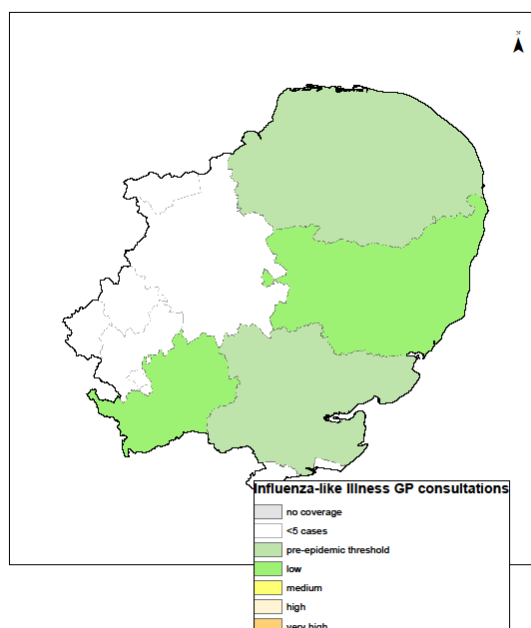 N
Influenza-like Illness GP consultations
no coverage
<5 cases
pre-epidemic threshold
low
medium
high
very high